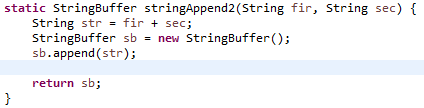 static StringBuffer stringAppend2(String fir, String sec) {
    String str = fir + sec;
    StringBuffer sb = new StringBuffer();
    sb.append(str);

    return sb;
}